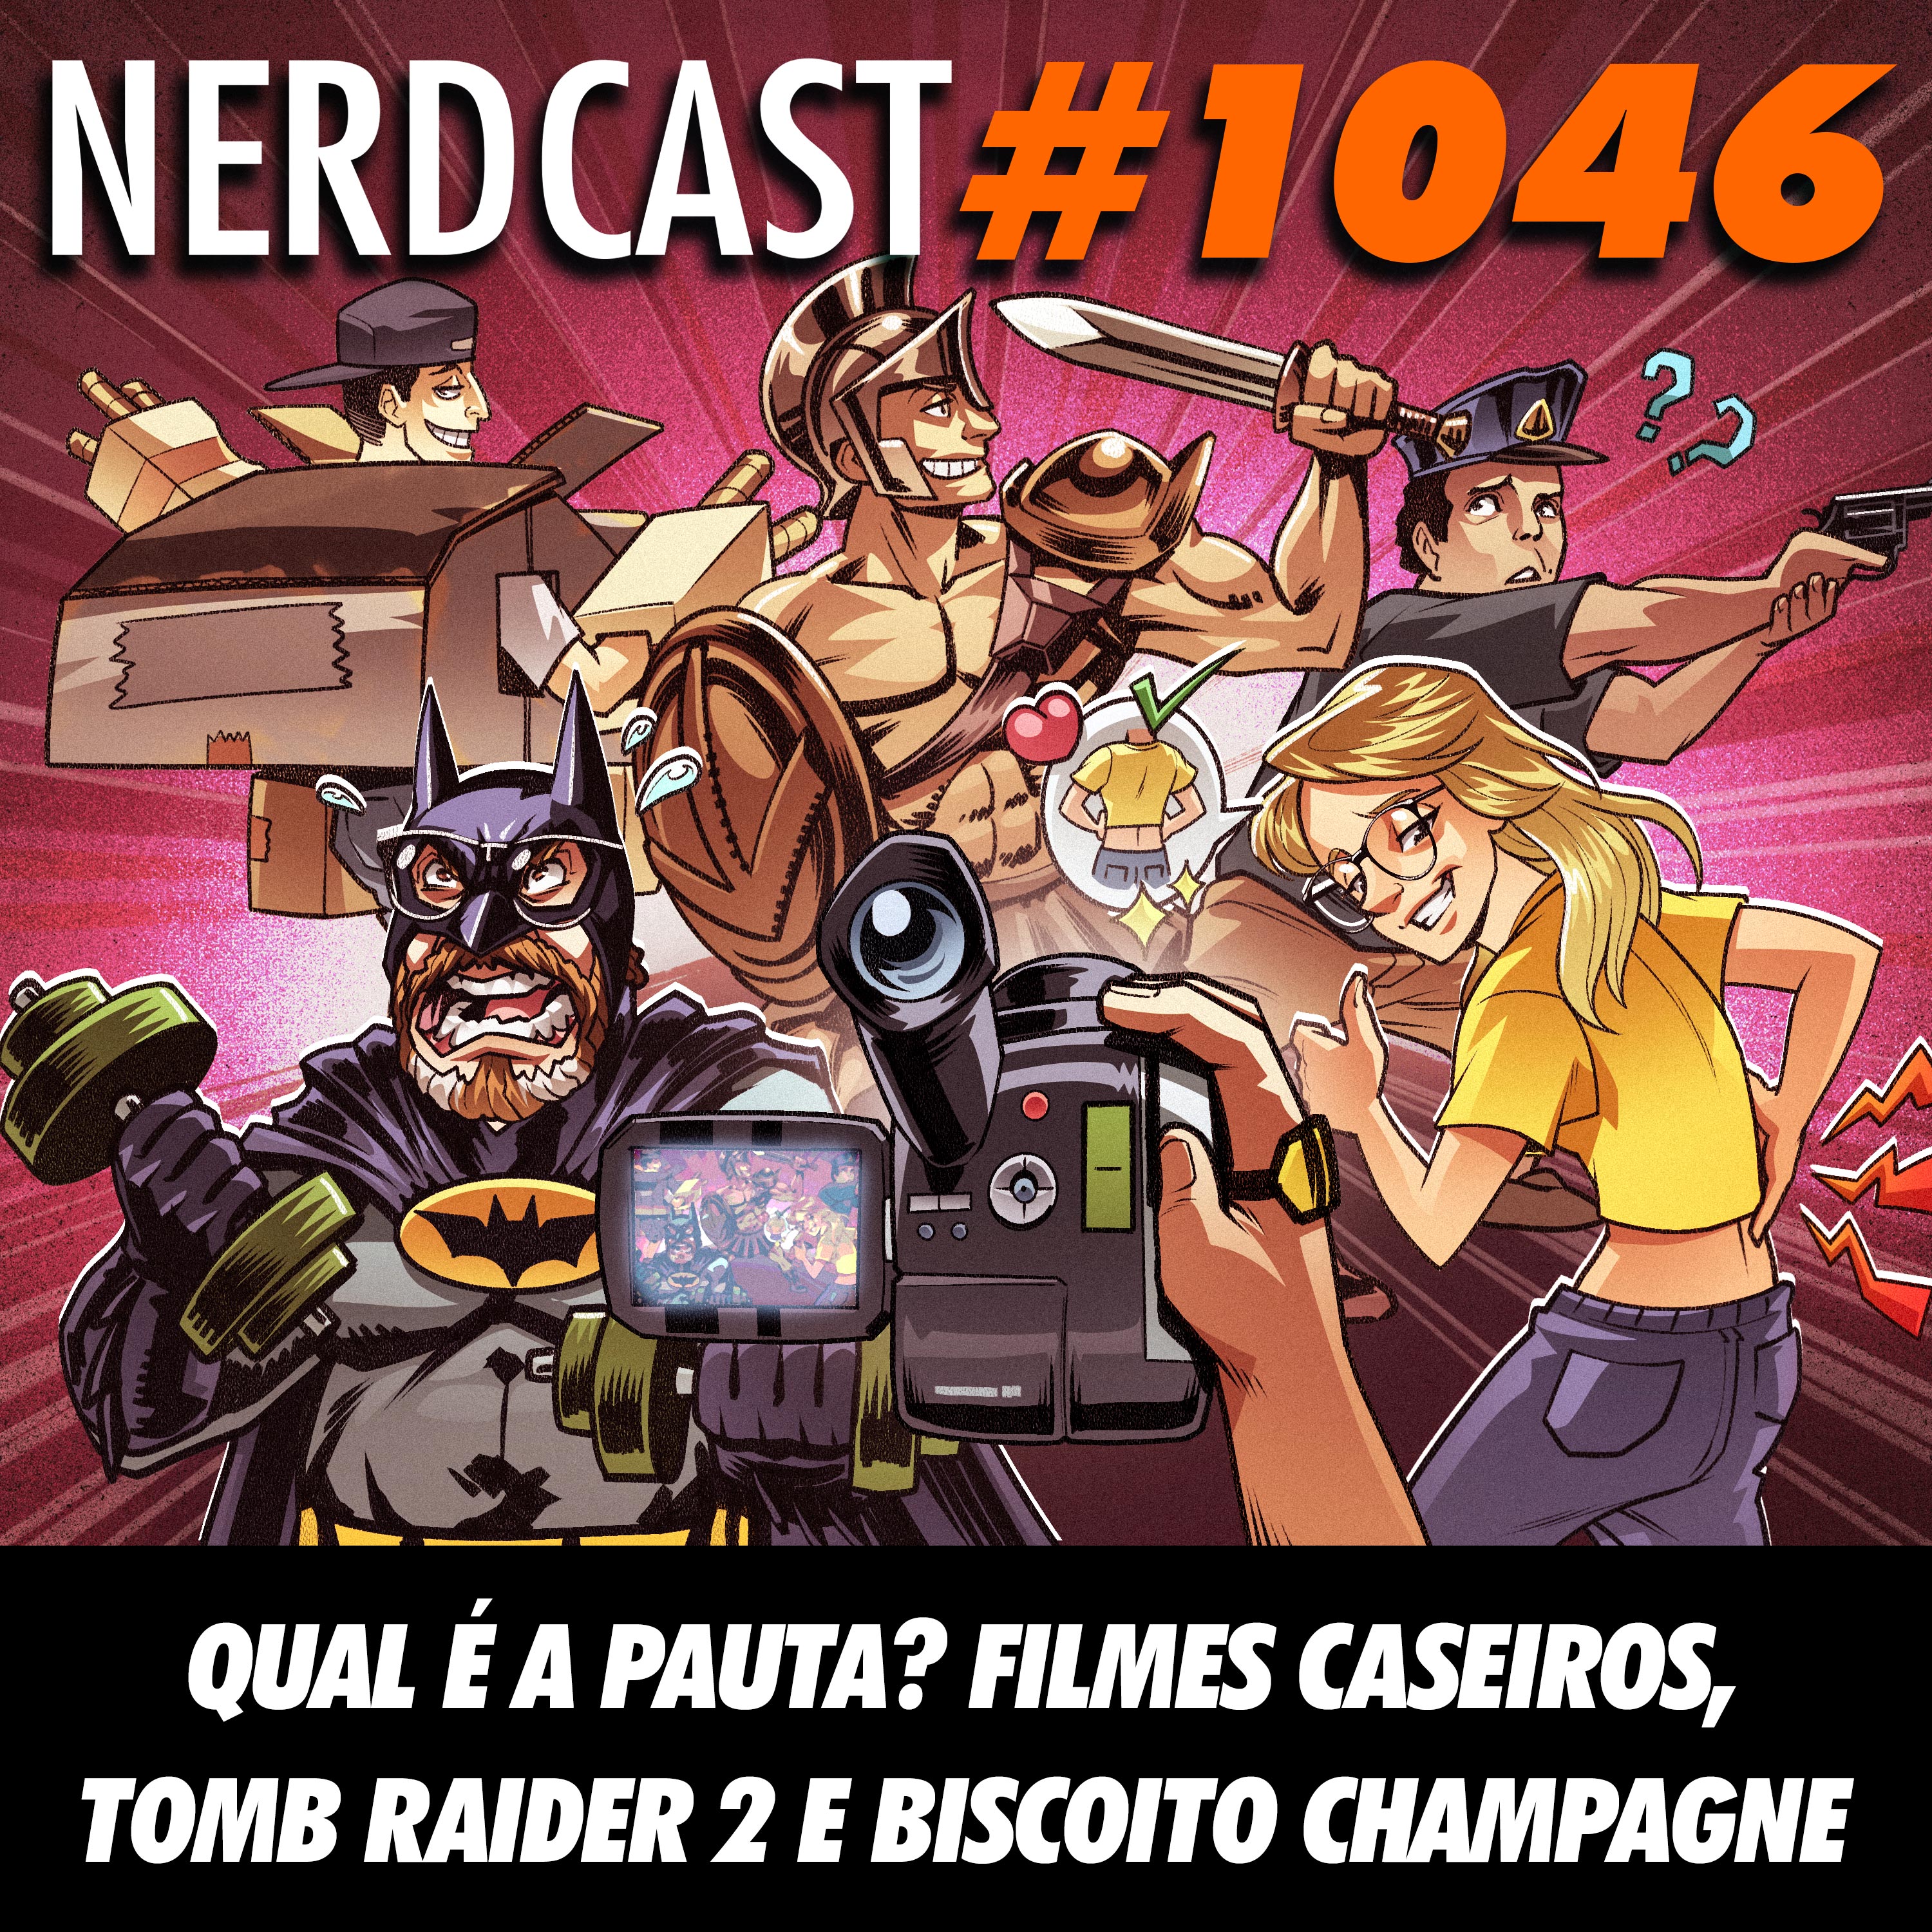 NERDCAST #1046
??
QUAL É A PAUTA? FILMES CASEIROS,
TOMB RAIDER 2 E BISCOITO CHAMPAGNE